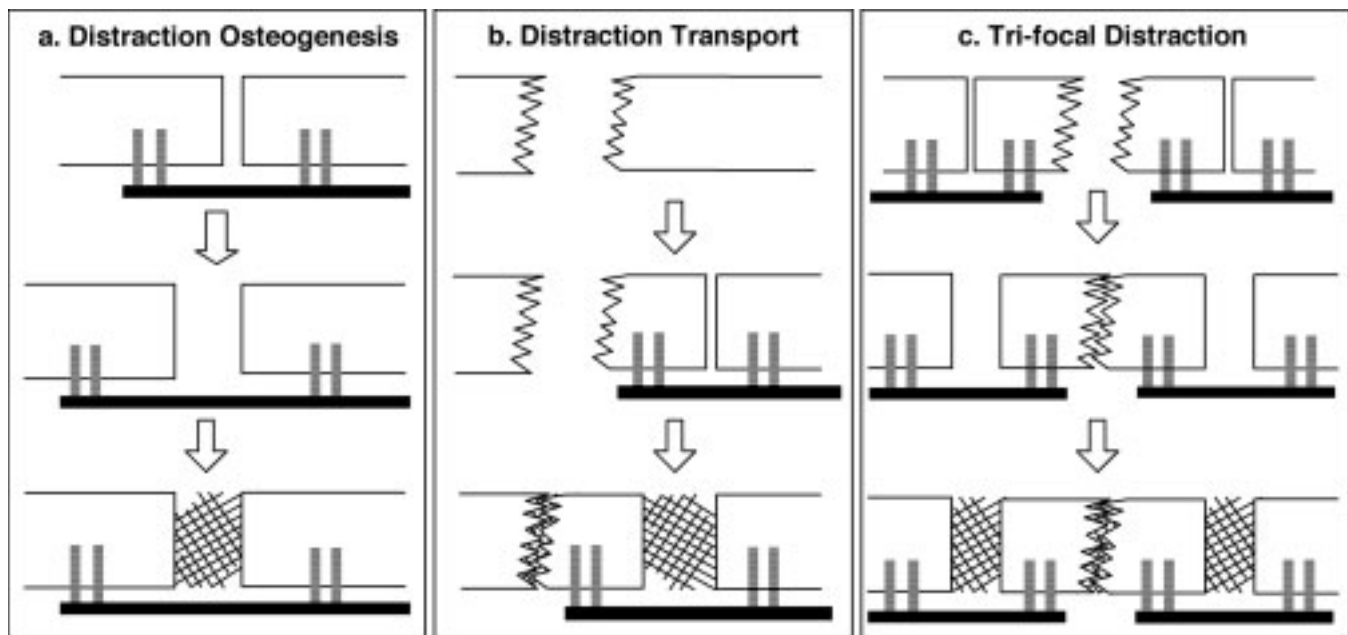 a. Distraction Osteogenesis
b. Distraction Transport
c. Tri-focal Distraction